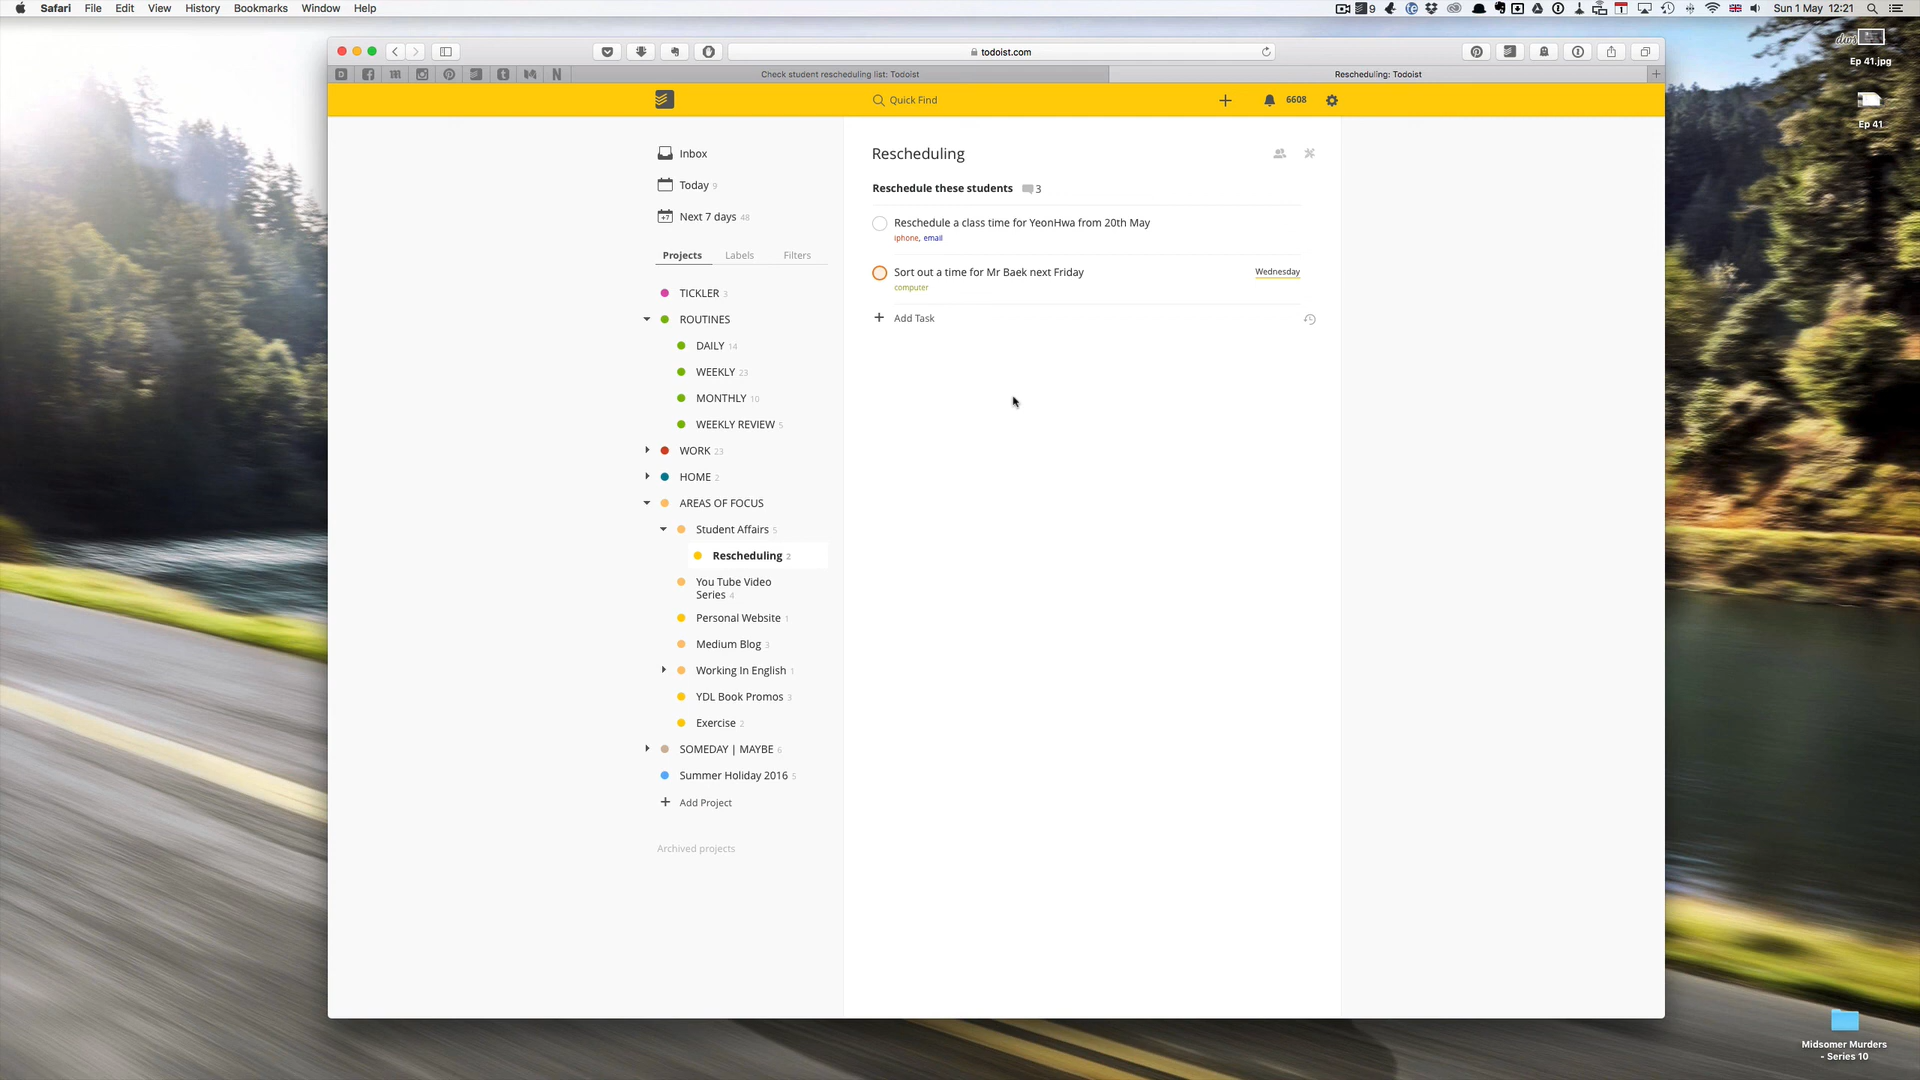 Safari File Edit View History Bookmarks Window Help
9
1
Sun 1 May 12:21
todoist.com
Check student rescheduling list: Todoist
Rescheduling: Todoist
Quick Find
6608
Inbox
Today 9
+7 Next 7 days 48
Projects Labels Filters
TICKLER 3
ROUTINES
DAILY 14
WEEKLY 23
MONTHLY 10
WEEKLY REVIEW 5
WORK 23
HOME 2
AREAS OF FOCUS
Student Affairs 5
Rescheduling 2
You Tube Video
Series 4
Personal Website 1
Medium Blog 3
Working In English 1
YDL Book Promos 3
Exercise 2
SOMEDAY | MAYBE 6
Summer Holiday 2016 5
Add Project
Archived projects
Rescheduling
Reschedule these students 3
Reschedule a class time for YeonHwa from 20th May
iphone, email
Sort out a time for Mr Baek next Friday
Wednesday
computer
Add Task
Ep 41.jpg
Ep 41
Midsomer Murders
- Series 10